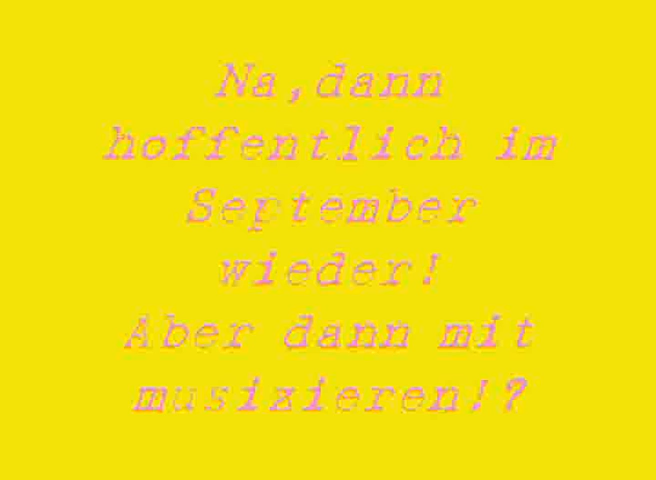 Na,dann
hoffentlich im
September
wieder!
Aber dann mit
musizieren!?